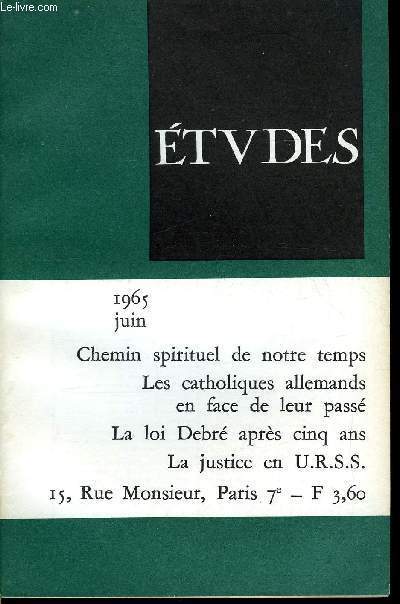 Le-livre.com
ÉTVDES
1965
juin
Chemin spirituel de notre temps
Les catholiques allemands
en face de leur passé
La loi Debré après cinq ans
La justice en U.R.S.S.
15, Rue Monsieur, Paris 7e – F 3,60